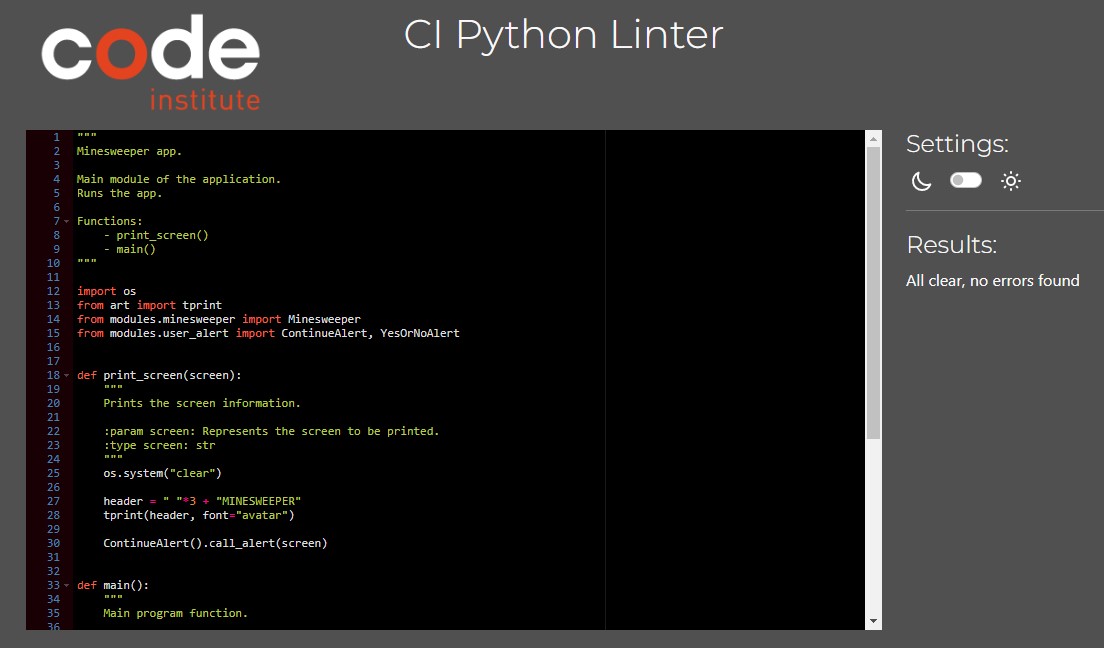 code
institute
CI Python Linter
1 """
2 Minesweeper app.
3
4 Main module of the application.
5 Runs the app.
6
7 Functions:
8     - print_screen()
9     - main()
10 """
11
12 import os
13 from art import tprint
14 from modules.minesweeper import Minesweeper
15 from modules.user_alert import ContinueAlert, YesOrNoAlert
16
17
18 def print_screen(screen):
19     """
20     Prints the screen information.
21
22     :param screen: Represents the screen to be printed.
23     :type screen: str
24     """
25     os.system("clear")
26
27     header = " "*3 + "MINESWEEPER"
28     tprint(header, font="avatar")
29
30     ContinueAlert().call_alert(screen)
31
32
33 def main():
34     """
35     Main program function.
36
Settings:
Results:
All clear, no errors found